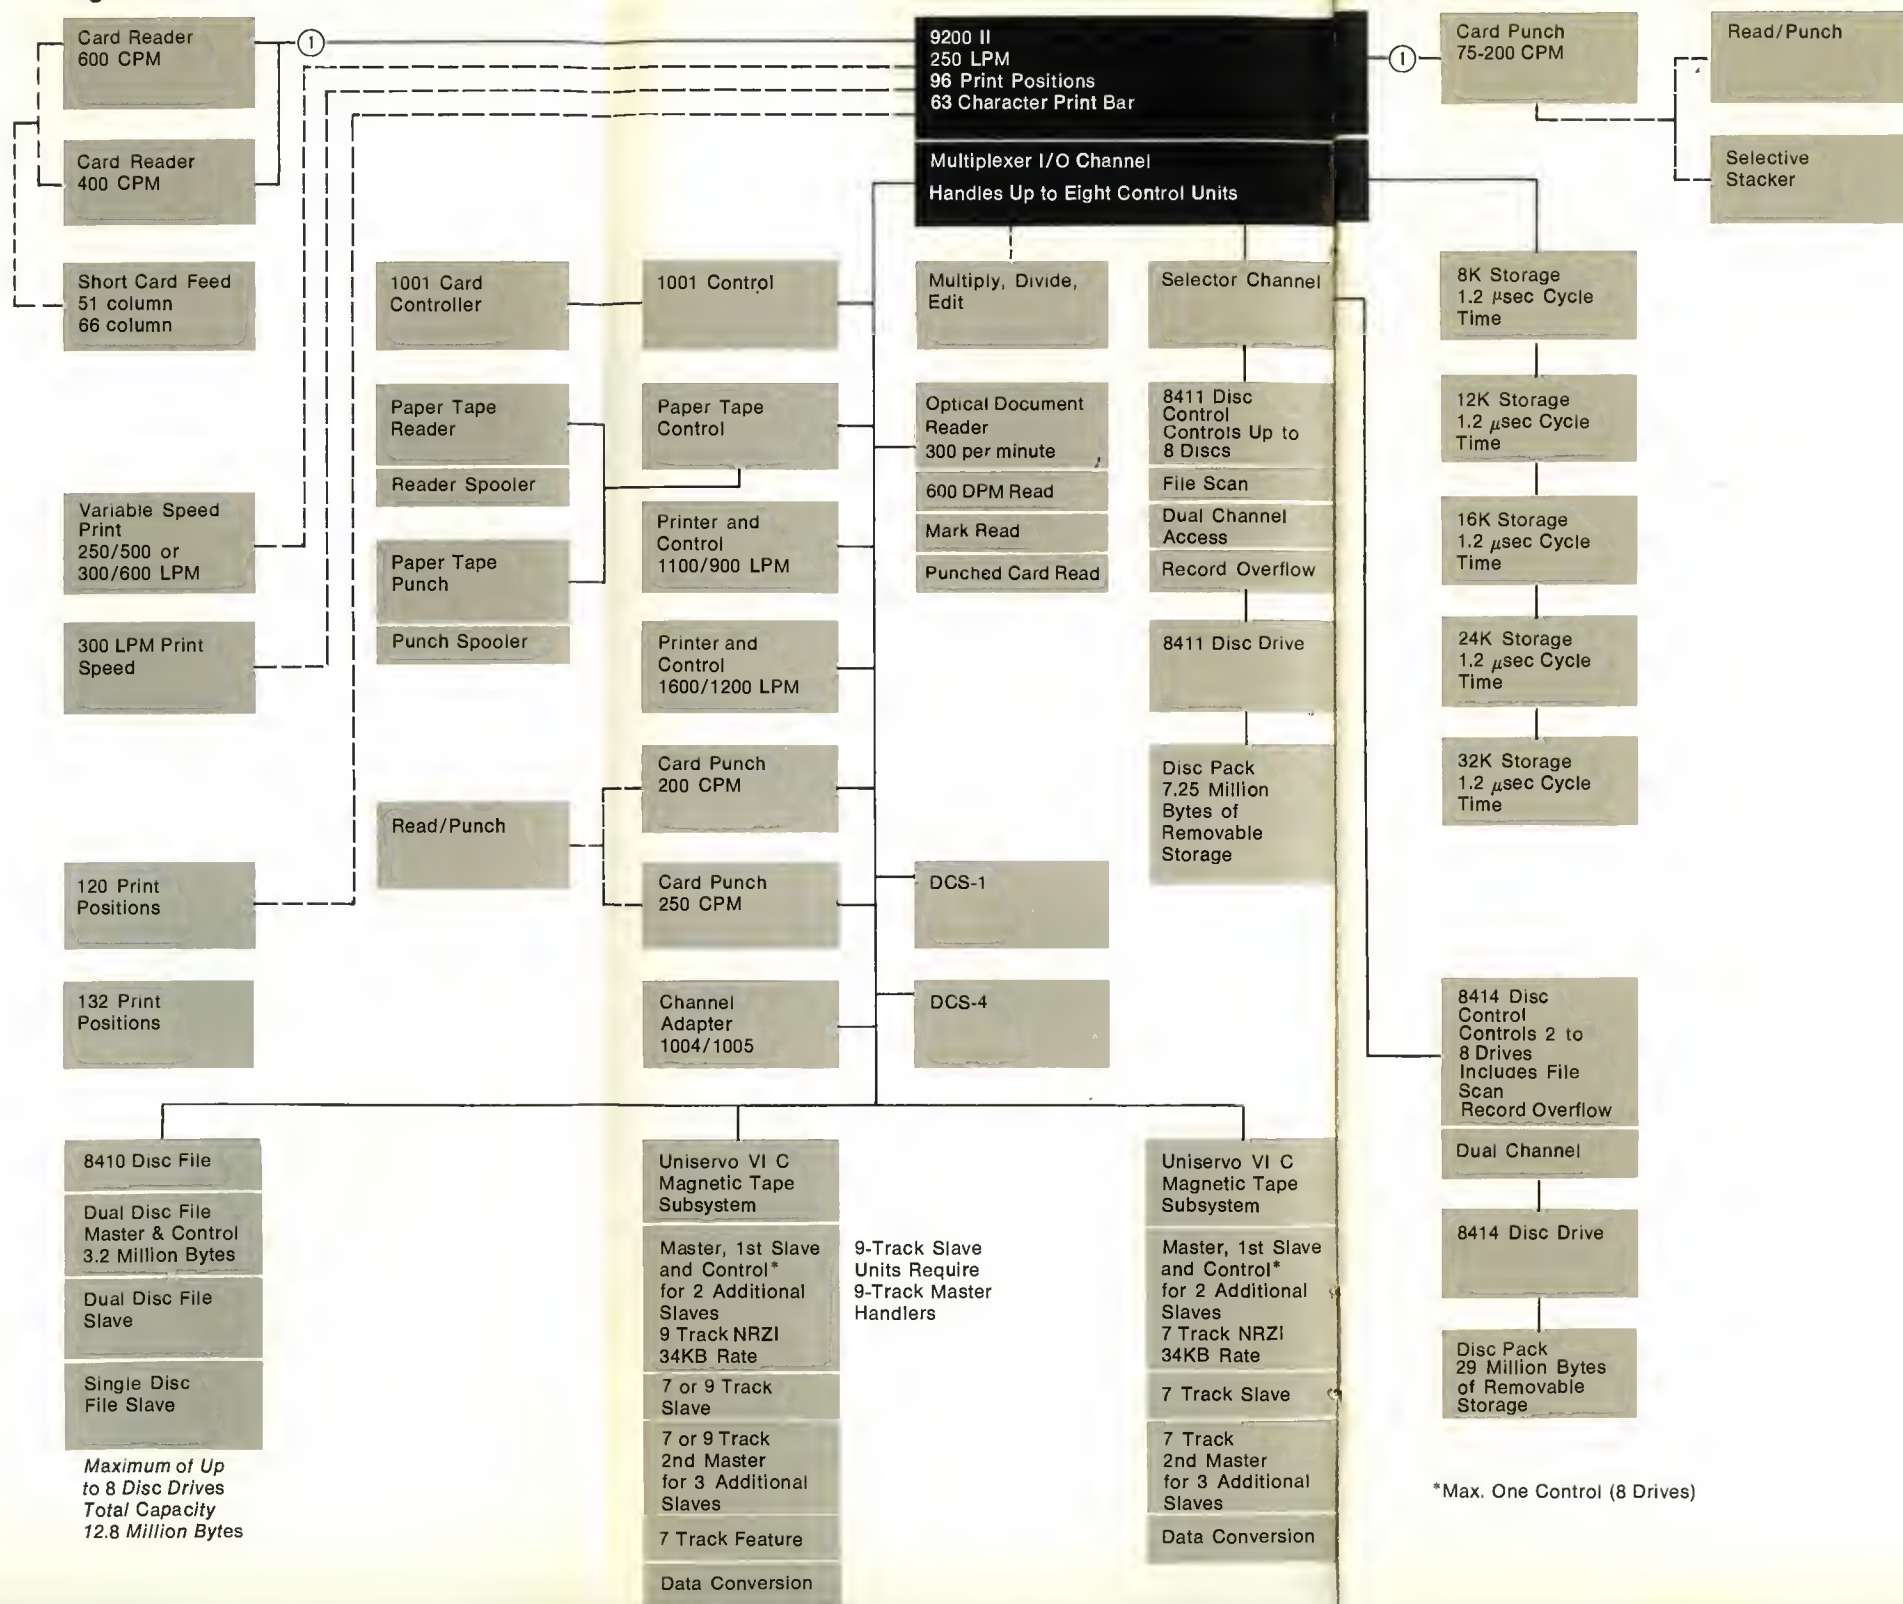 Card Reader
600 CPM
1
9200 II
250 LPM
96 Print Positions
63 Character Print Bar
1
Card Punch
75-200 CPM
Read/Punch
Card Reader
400 CPM
Multiplexer I/O Channel
Handles Up to Eight Control Units
Selective
Stacker
Short Card Feed
51 column
66 column
1001 Card
Controller
1001 Control
Multiply, Divide,
Edit
Selector Channel
8K Storage
1.2 μsec Cycle
Time
Paper Tape
Reader
Reader Spooler
Paper Tape
Control
Optical Document
Reader
300 per minute
600 DPM Read
Mark Read
Punched Card Read
8411 Disc
Control
Controls Up to
8 Discs
File Scan
Dual Channel
Access
Record Overflow
12K Storage
1.2 μsec Cycle
Time
Variable Speed
Print
250/500 or
300/600 LPM
Paper Tape
Punch
Punch Spooler
Printer and
Control
1100/900 LPM
16K Storage
1.2 μsec Cycle
Time
300 LPM Print
Speed
Printer and
Control
1600/1200 LPM
8411 Disc Drive
24K Storage
1.2 μsec Cycle
Time
Read/Punch
Card Punch
200 CPM
Disc Pack
7.25 Million
Bytes of
Removable
Storage
32K Storage
1.2 μsec Cycle
Time
120 Print
Positions
Card Punch
250 CPM
DCS-1
132 Print
Positions
Channel
Adapter
1004/1005
DCS-4
8414 Disc
Control
Controls 2 to
8 Drives
Includes File
Scan
Record Overflow
Dual Channel
8414 Disc Drive
Disc Pack
29 Million Bytes
of Removable
Storage
8410 Disc File
Dual Disc File
Master & Control
3.2 Million Bytes
Dual Disc File
Slave
Single Disc
File Slave
Maximum of Up
to 8 Disc Drives
Total Capacity
12.8 Million Bytes
Uniservo VI C
Magnetic Tape
Subsystem
Master, 1st Slave
and Control*
for 2 Additional
Slaves
9 Track NRZI
34KB Rate
7 or 9 Track
Slave
7 or 9 Track
2nd Master
for 3 Additional
Slaves
7 Track Feature
Data Conversion
9-Track Slave
Units Require
9-Track Master
Handlers
Uniservo VI C
Magnetic Tape
Subsystem
Master, 1st Slave
and Control*
for 2 Additional
Slaves
7 Track NRZI
34KB Rate
7 Track Slave
7 Track
2nd Master
for 3 Additional
Slaves
Data Conversion
*Max. One Control (8 Drives)